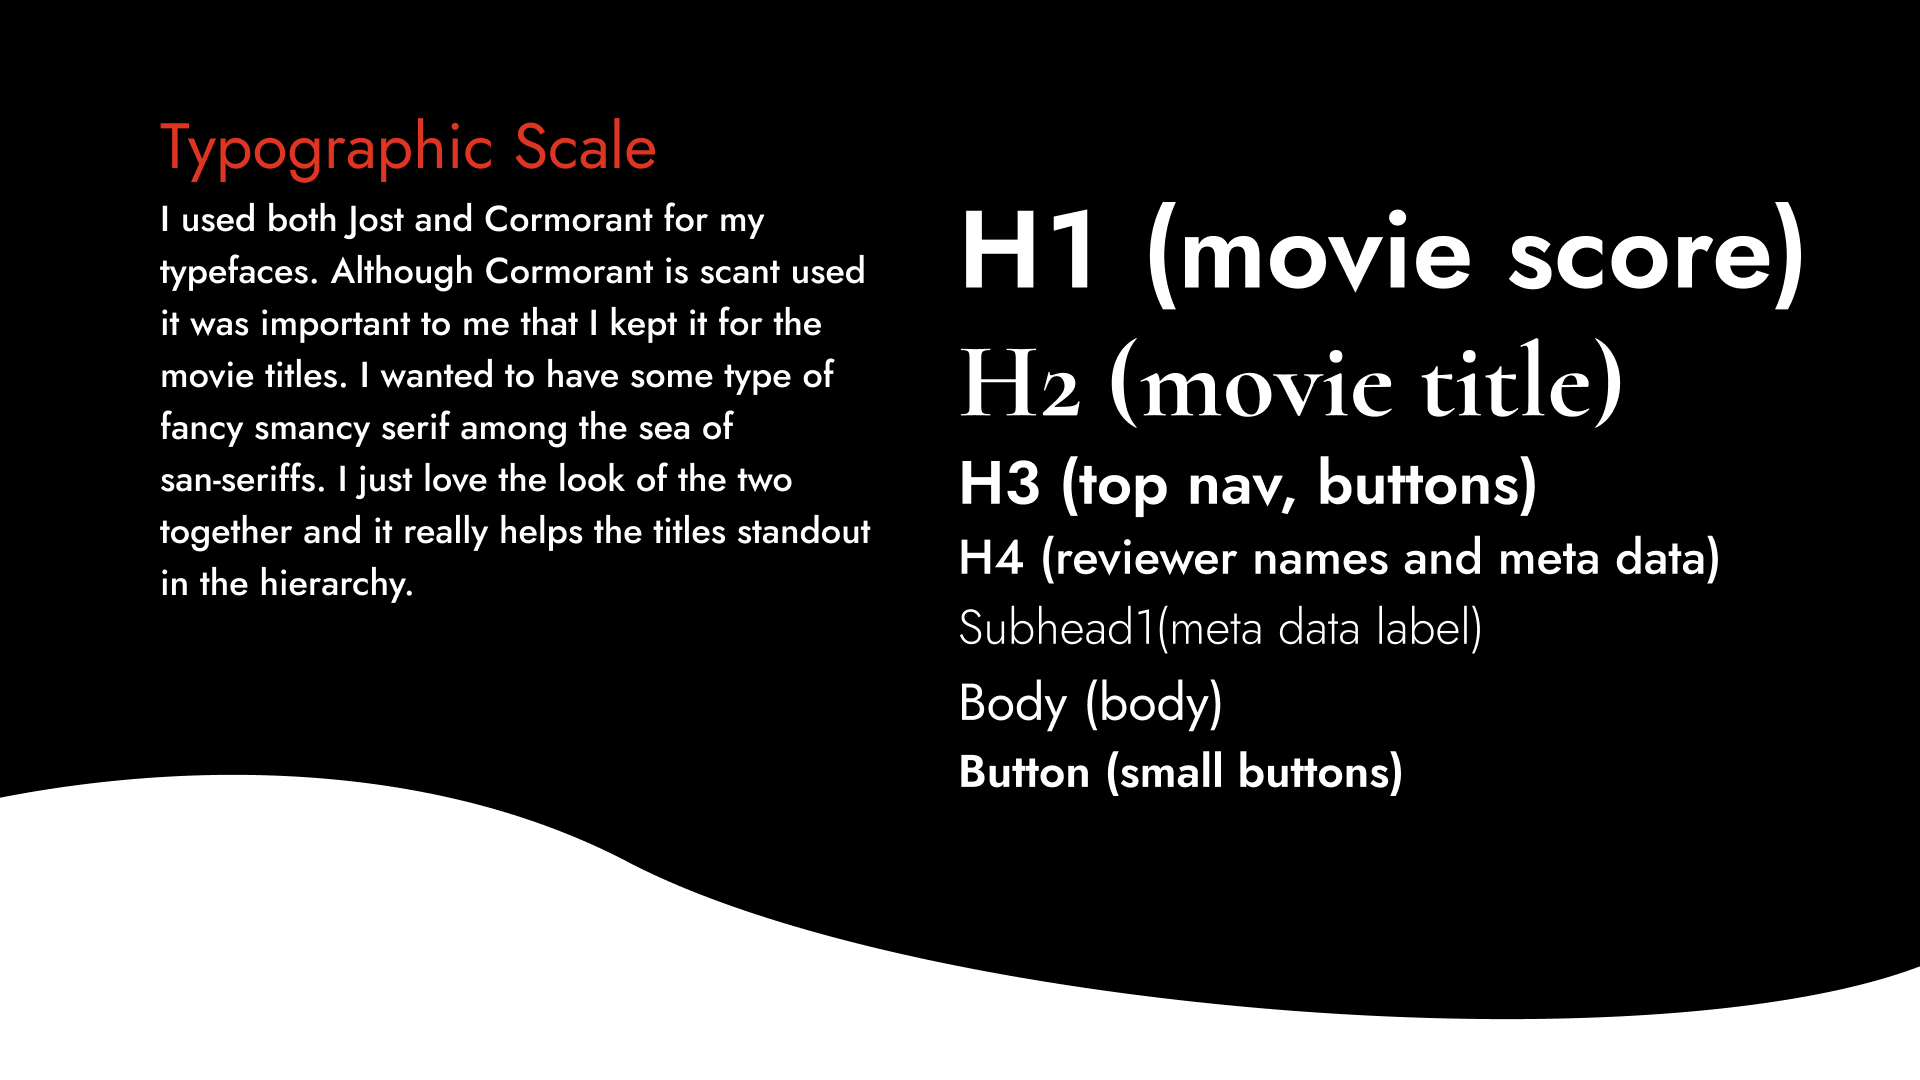 Typographic Scale
I used both Jost and Cormorant for my
typefaces. Although Cormorant is scant used
it was important to me that I kept it for the
movie titles. I wanted to have some type of
fancy smancy serif among the sea of
san-seriffs. I just love the look of the two
together and it really helps the titles standout
in the hierarchy.
H1 (movie score)
H2 (movie title)
H3 (top nav, buttons)
H4 (reviewer names and meta data)
Subhead1(meta data label)
Body (body)
Button (small buttons)